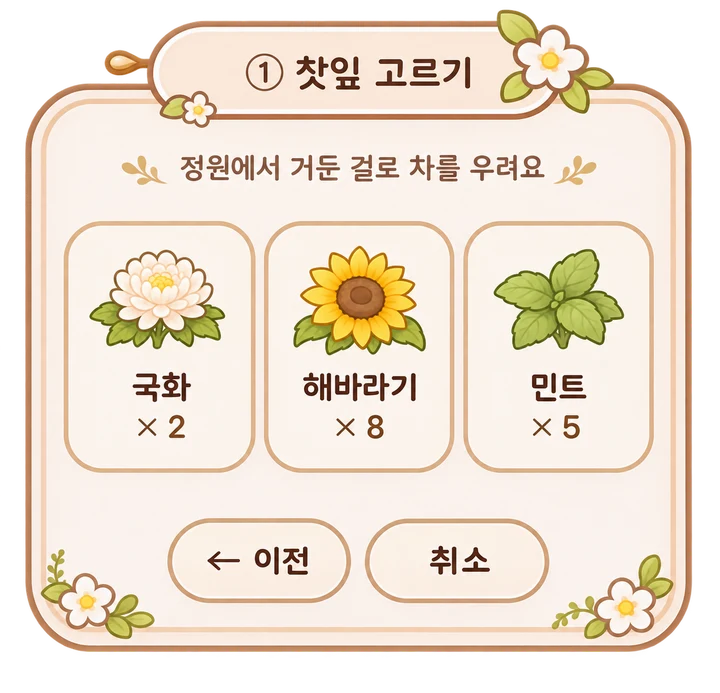 ① 찻잎 고르기
정원에서 거둔 걸로 차를 우려요
국화
× 2
해바라기
× 8
민트
× 5
← 이전
취소